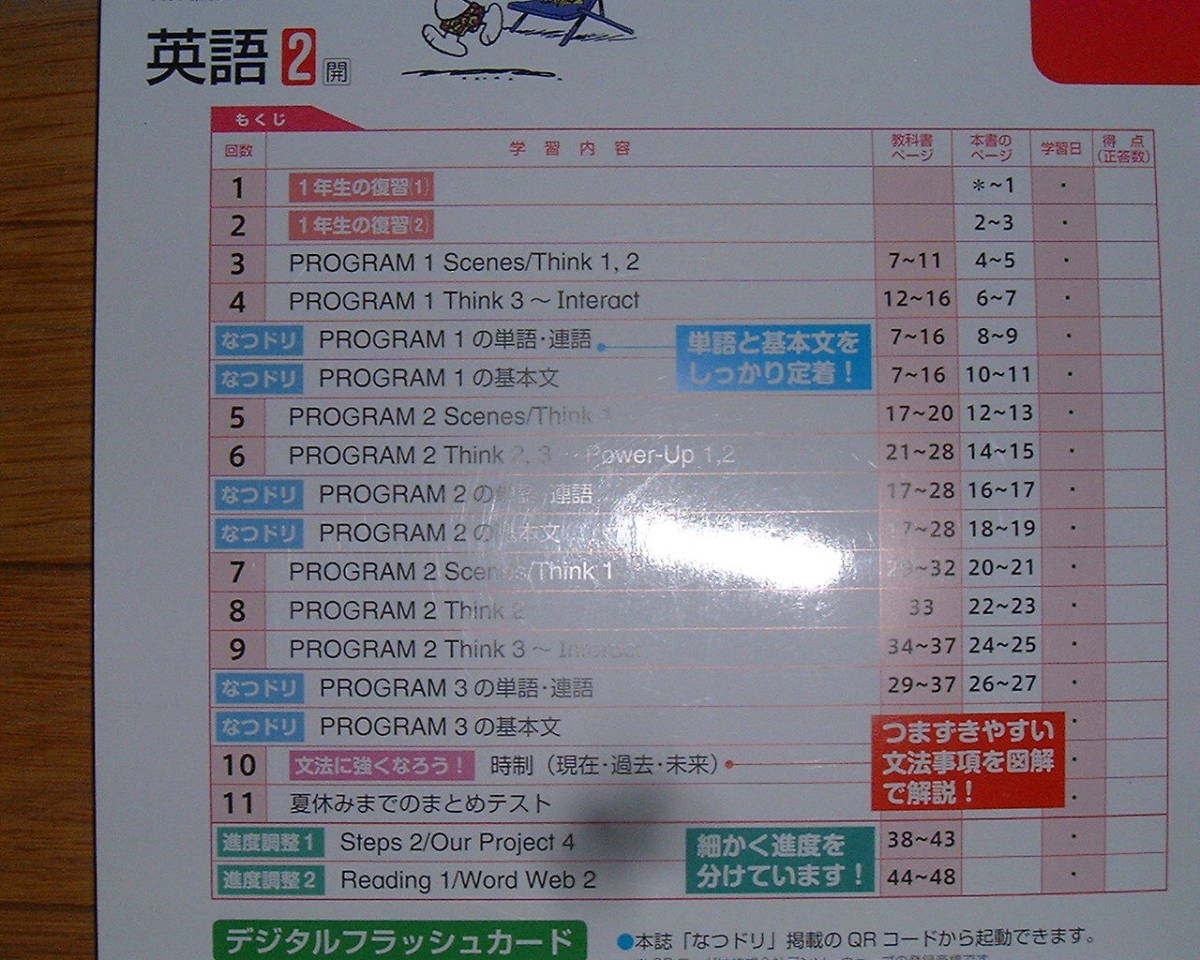 英語 2 開
もくじ
回数 学習内容 教科書ページ 本書のページ 学習日 得点(正答数)
1 1年生の復習(1) *~1 ·
2 1年生の復習(2) 2~3 ·
3 PROGRAM 1 Scenes/Think 1, 2 7~11 4~5 ·
4 PROGRAM 1 Think 3~Interact 12~16 6~7 ·
なつドリ PROGRAM 1の単語·連語 7~16 8~9 ·
単語と基本文を
しっかり定着!
なつドリ PROGRAM 1の基本文 7~16 10~11 ·
5 PROGRAM 2 Scenes/Think 1 17~20 12~13 ·
6 PROGRAM 2 Think 2, 3~Power-Up 1,2 21~28 14~15 ·
なつドリ PROGRAM 2の単語·連語 17~28 16~17 ·
なつドリ PROGRAM 2の基本文 17~28 18~19 ·
7 PROGRAM 2 Scenes/Think 1 29~32 20~21 ·
8 PROGRAM 2 Think 2 33 22~23 ·
9 PROGRAM 2 Think 3~Interact 34~37 24~25 ·
なつドリ PROGRAM 3の単語·連語 29~37 26~27 ·
なつドリ PROGRAM 3の基本文 ·
10 文法に強くなろう! 時制(現在·過去·未来) ·
つまずきやすい
文法事項を図解
で解説!
11 夏休みまでのまとめテスト ·
進度調整1 Steps 2/Our Project 4 38~43 ·
進度調整2 Reading 1/Word Web 2 44~48 ·
細かく進度を
分けています!
デジタルフラッシュカード ●本誌「なつドリ」掲載のQRコードから起動できます。